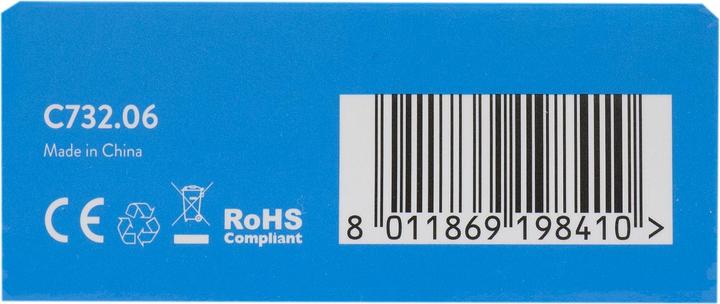 C732.06
Made in China
CE
RoHS
Compliant
8 011869 198410 >